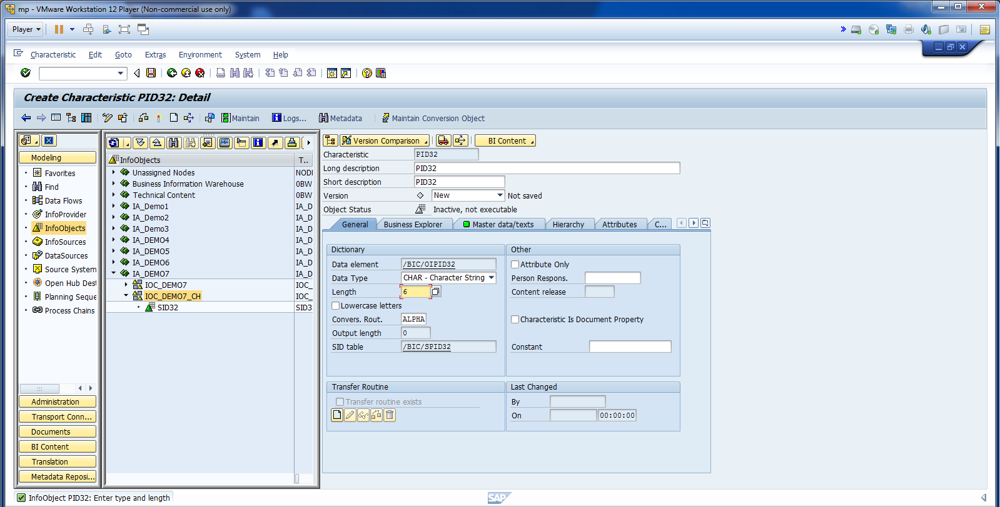 mp - VMware Workstation 12 Player (Non-commercial use only)
Player
Characteristic Edit Goto Extras Environment System Help
Create Characteristic PID32: Detail
Maintain Logs... Metadata Maintain Conversion Object
Modeling
Favorites
Find
Data Flows
InfoProvider
InfoObjects
InfoSources
DataSources
Source System
Open Hub Dest
Planning Seque
Process Chains
Administration
Transport Conn...
Documents
BI Content
Translation
Metadata Reposi...
InfoObjects T..
Unassigned Nodes NODI
Business Information Warehouse 0BW
Technical Content 0BW
IA_Demo1 IA_D
IA_Demo2 IA_D
IA_Demo3 IA_D
IA_DEMO4 IA_D
IA_DEMO5 IA_D
IA_DEMO6 IA_D
IA_DEMO7 IA_D
IOC_DEMO7 IOC_
IOC_DEMO7_CH IOC_
SID32 SID3
Version Comparison BI Content
Characteristic PID32
Long description PID32
Short description PID32
Version New Not saved
Object Status Inactive, not executable
General Business Explorer Master data/texts Hierarchy Attributes C...
Dictionary
Data element /BIC/OIPID32
Data Type CHAR - Character String
Length 6
Lowercase letters
Convers. Rout. ALPHA
Output length 0
SID table /BIC/SPID32
Other
Attribute Only
Person Respons.
Content release
Characteristic Is Document Property
Constant
Transfer Routine
Transfer routine exists
Last Changed
By
On 00:00:00
InfoObject PID32: Enter type and length
SAP